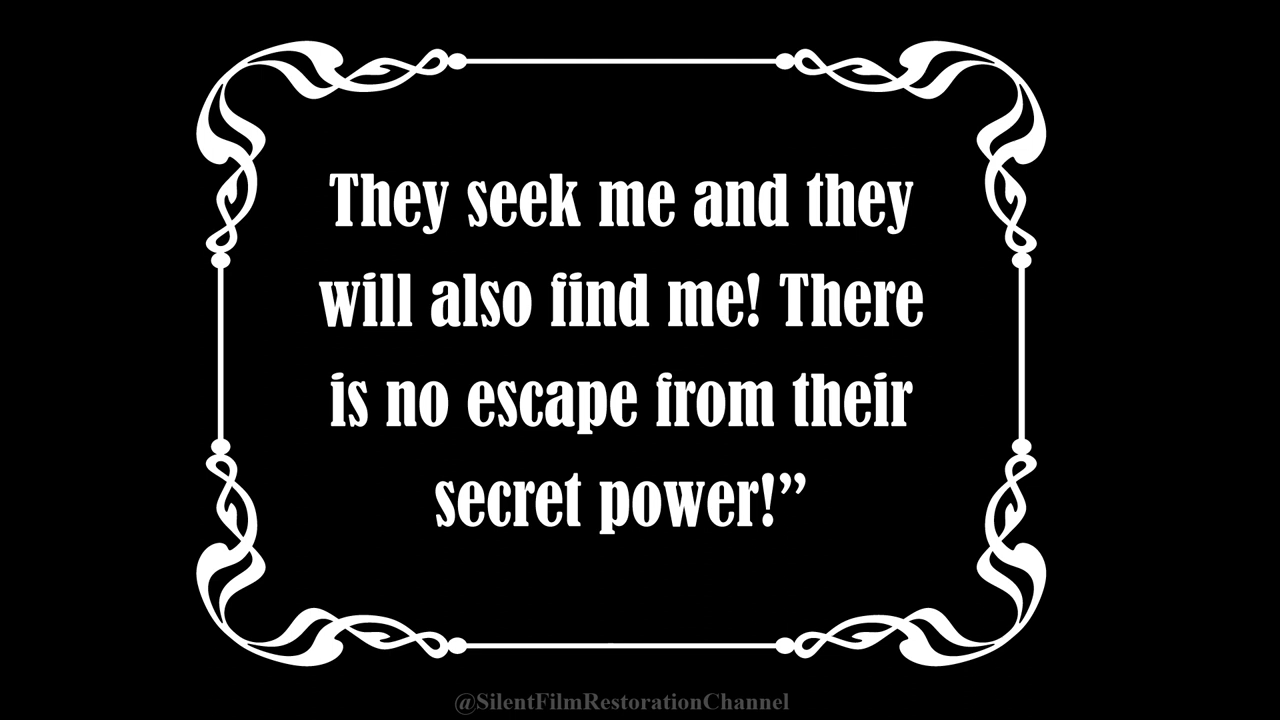 They seek me and they
will also find me! There
is no escape from their
secret power!”
@SilentFilmRestorationChannel